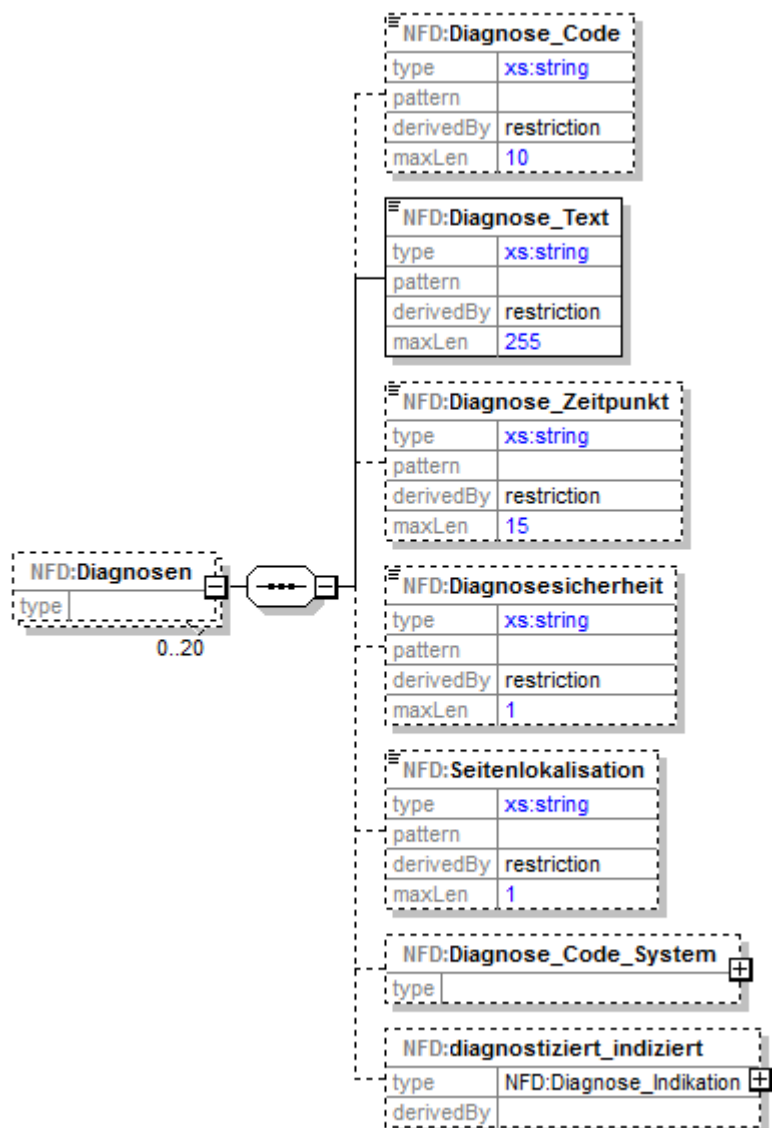 NFD:Diagnose_Code
type xs:string
pattern
derivedBy restriction
maxLen 10
NFD:Diagnose_Text
type xs:string
pattern
derivedBy restriction
maxLen 255
NFD:Diagnose_Zeitpunkt
type xs:string
pattern
derivedBy restriction
maxLen 15
NFD:Diagnosen
type
0..20
NFD:Diagnosesicherheit
type xs:string
pattern
derivedBy restriction
maxLen 1
NFD:Seitenlokalisation
type xs:string
pattern
derivedBy restriction
maxLen 1
NFD:Diagnose_Code_System
type
NFD:diagnostiziert_indiziert
type NFD:Diagnose_Indikation
derivedBy